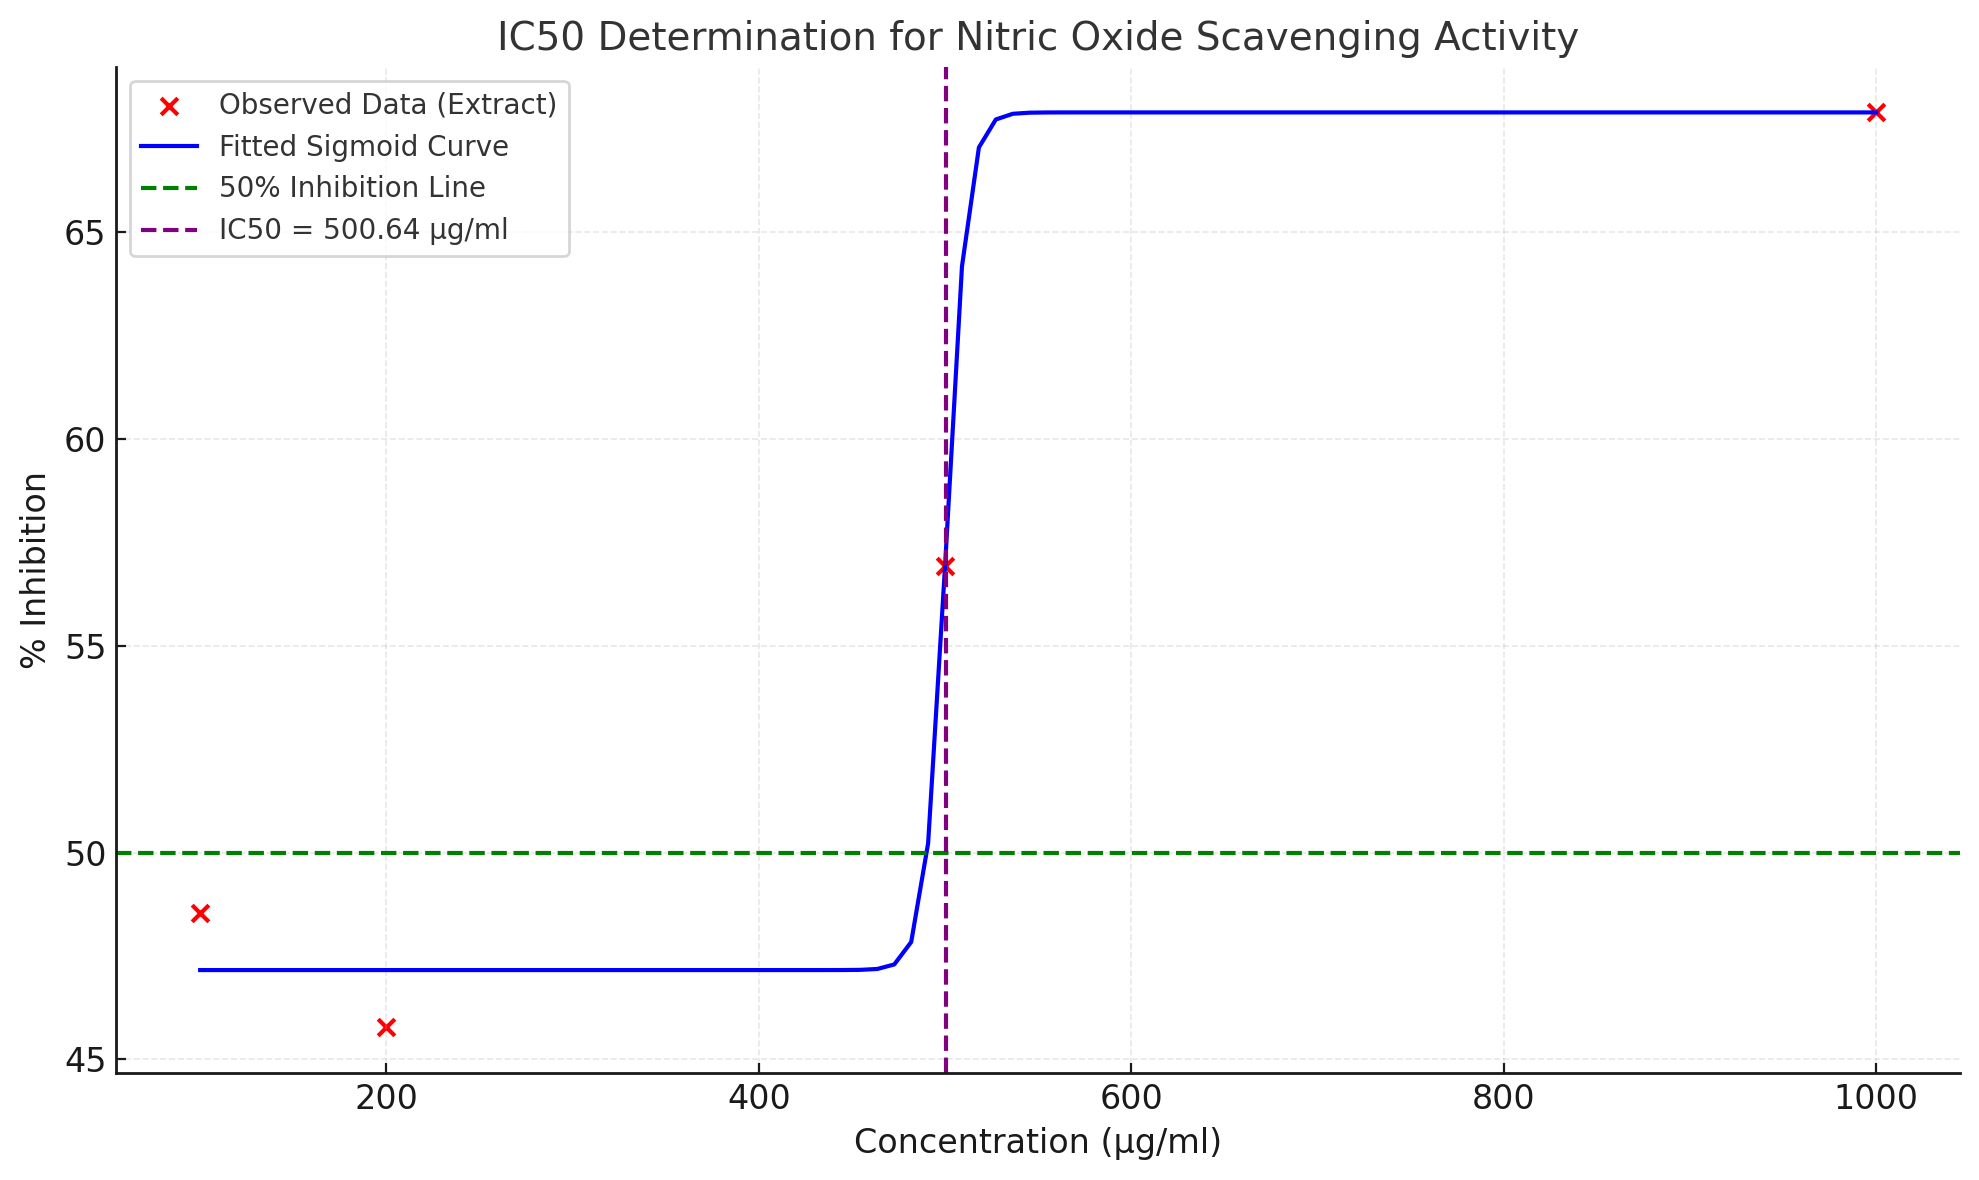 IC50 Determination for Nitric Oxide Scavenging Activity
Observed Data (Extract)
Fitted Sigmoid Curve
50% Inhibition Line
IC50 = 500.64 µg/ml
% Inhibition
65
60
55
50
45
200 400 600 800 1000
Concentration (µg/ml)